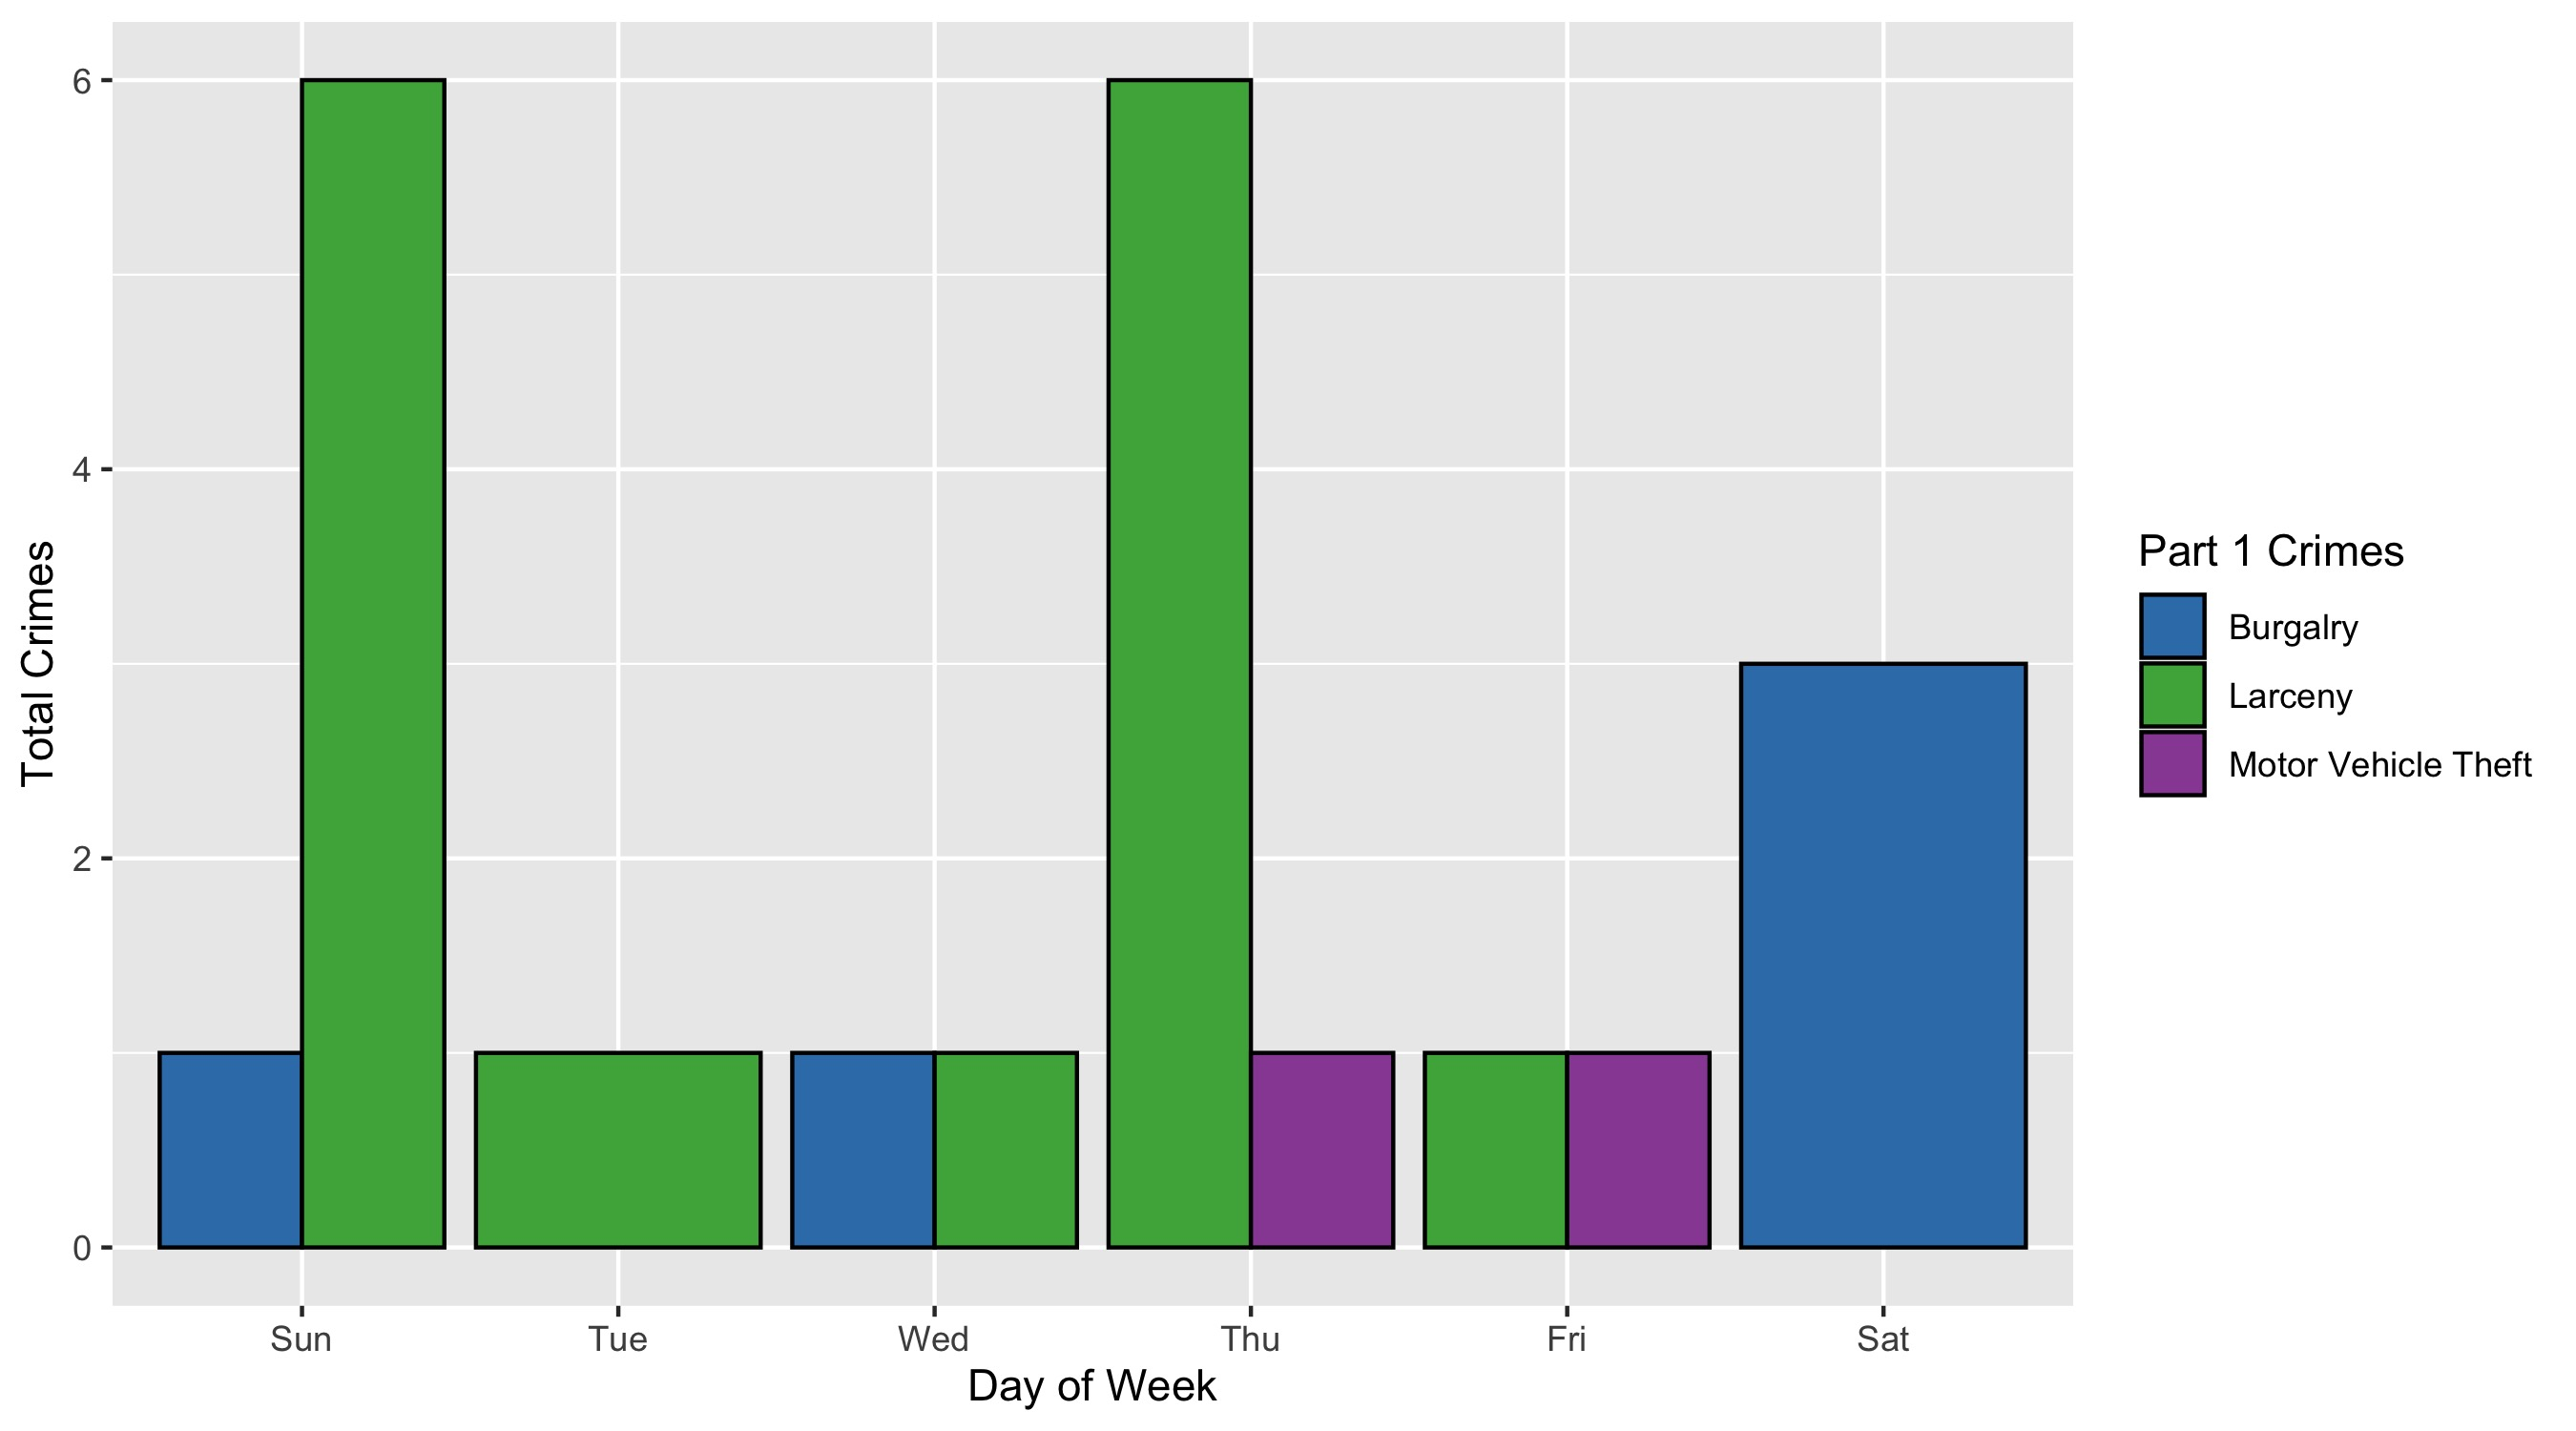 6
4
2
0
Total Crimes
Sun Tue Wed Thu Fri Sat
Day of Week
Part 1 Crimes
Burgalry
Larceny
Motor Vehicle Theft